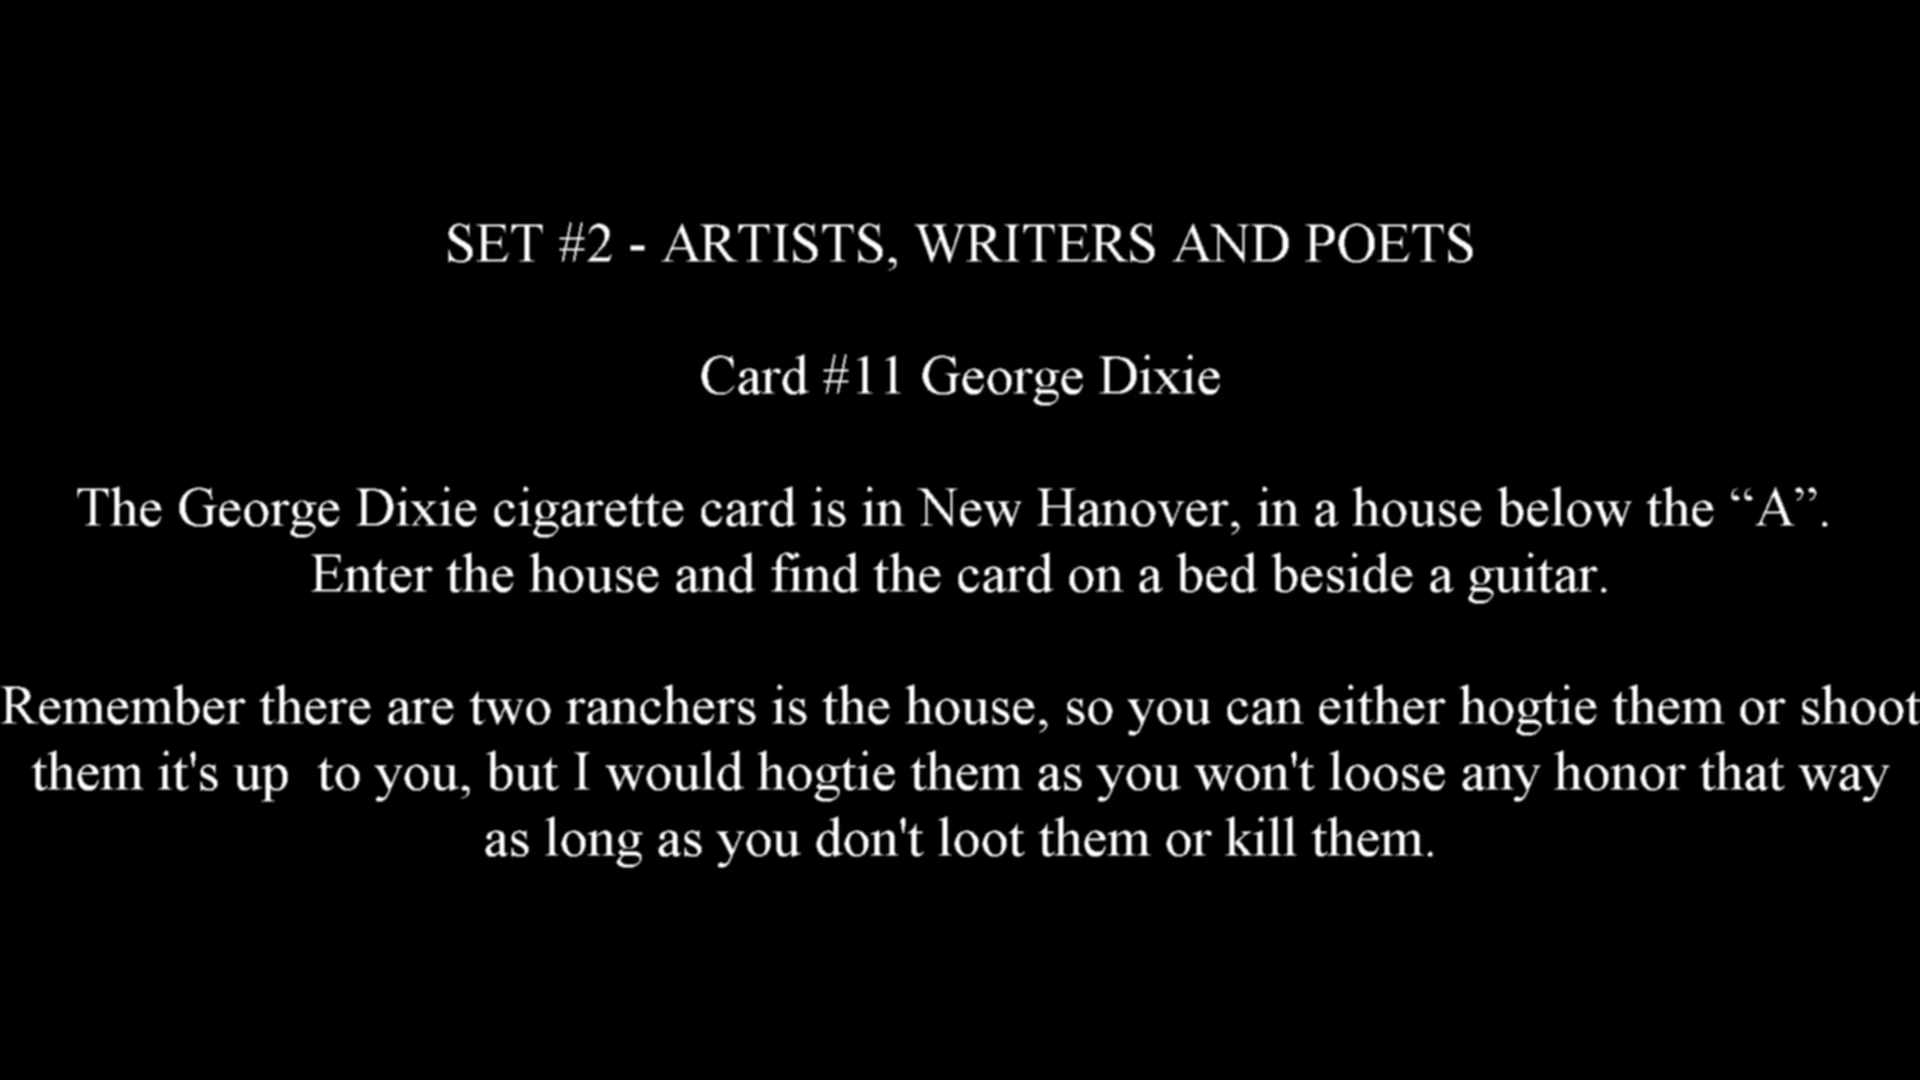 SET #2 - ARTISTS, WRITERS AND POETS
Card #11 George Dixie
The George Dixie cigarette card is in New Hanover, in a house below the “A”.
Enter the house and find the card on a bed beside a guitar.
Remember there are two ranchers is the house, so you can either hogtie them or shoot
them it's up  to you, but I would hogtie them as you won't loose any honor that way
as long as you don't loot them or kill them.